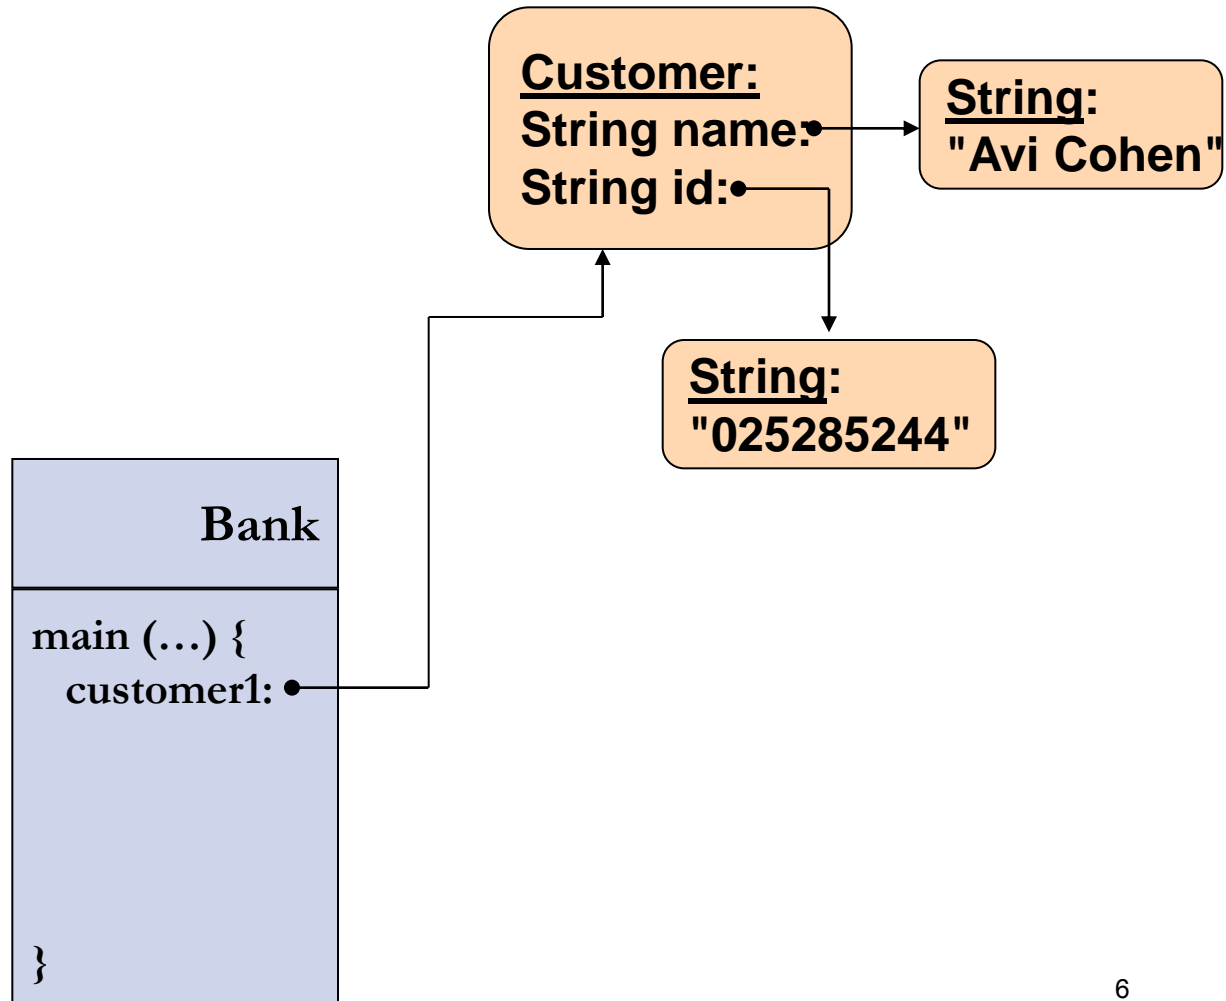 Customer:
String name:
String id:
String:
"Avi Cohen"
String:
"025285244"
Bank
main (…) {
customer1:
}
6